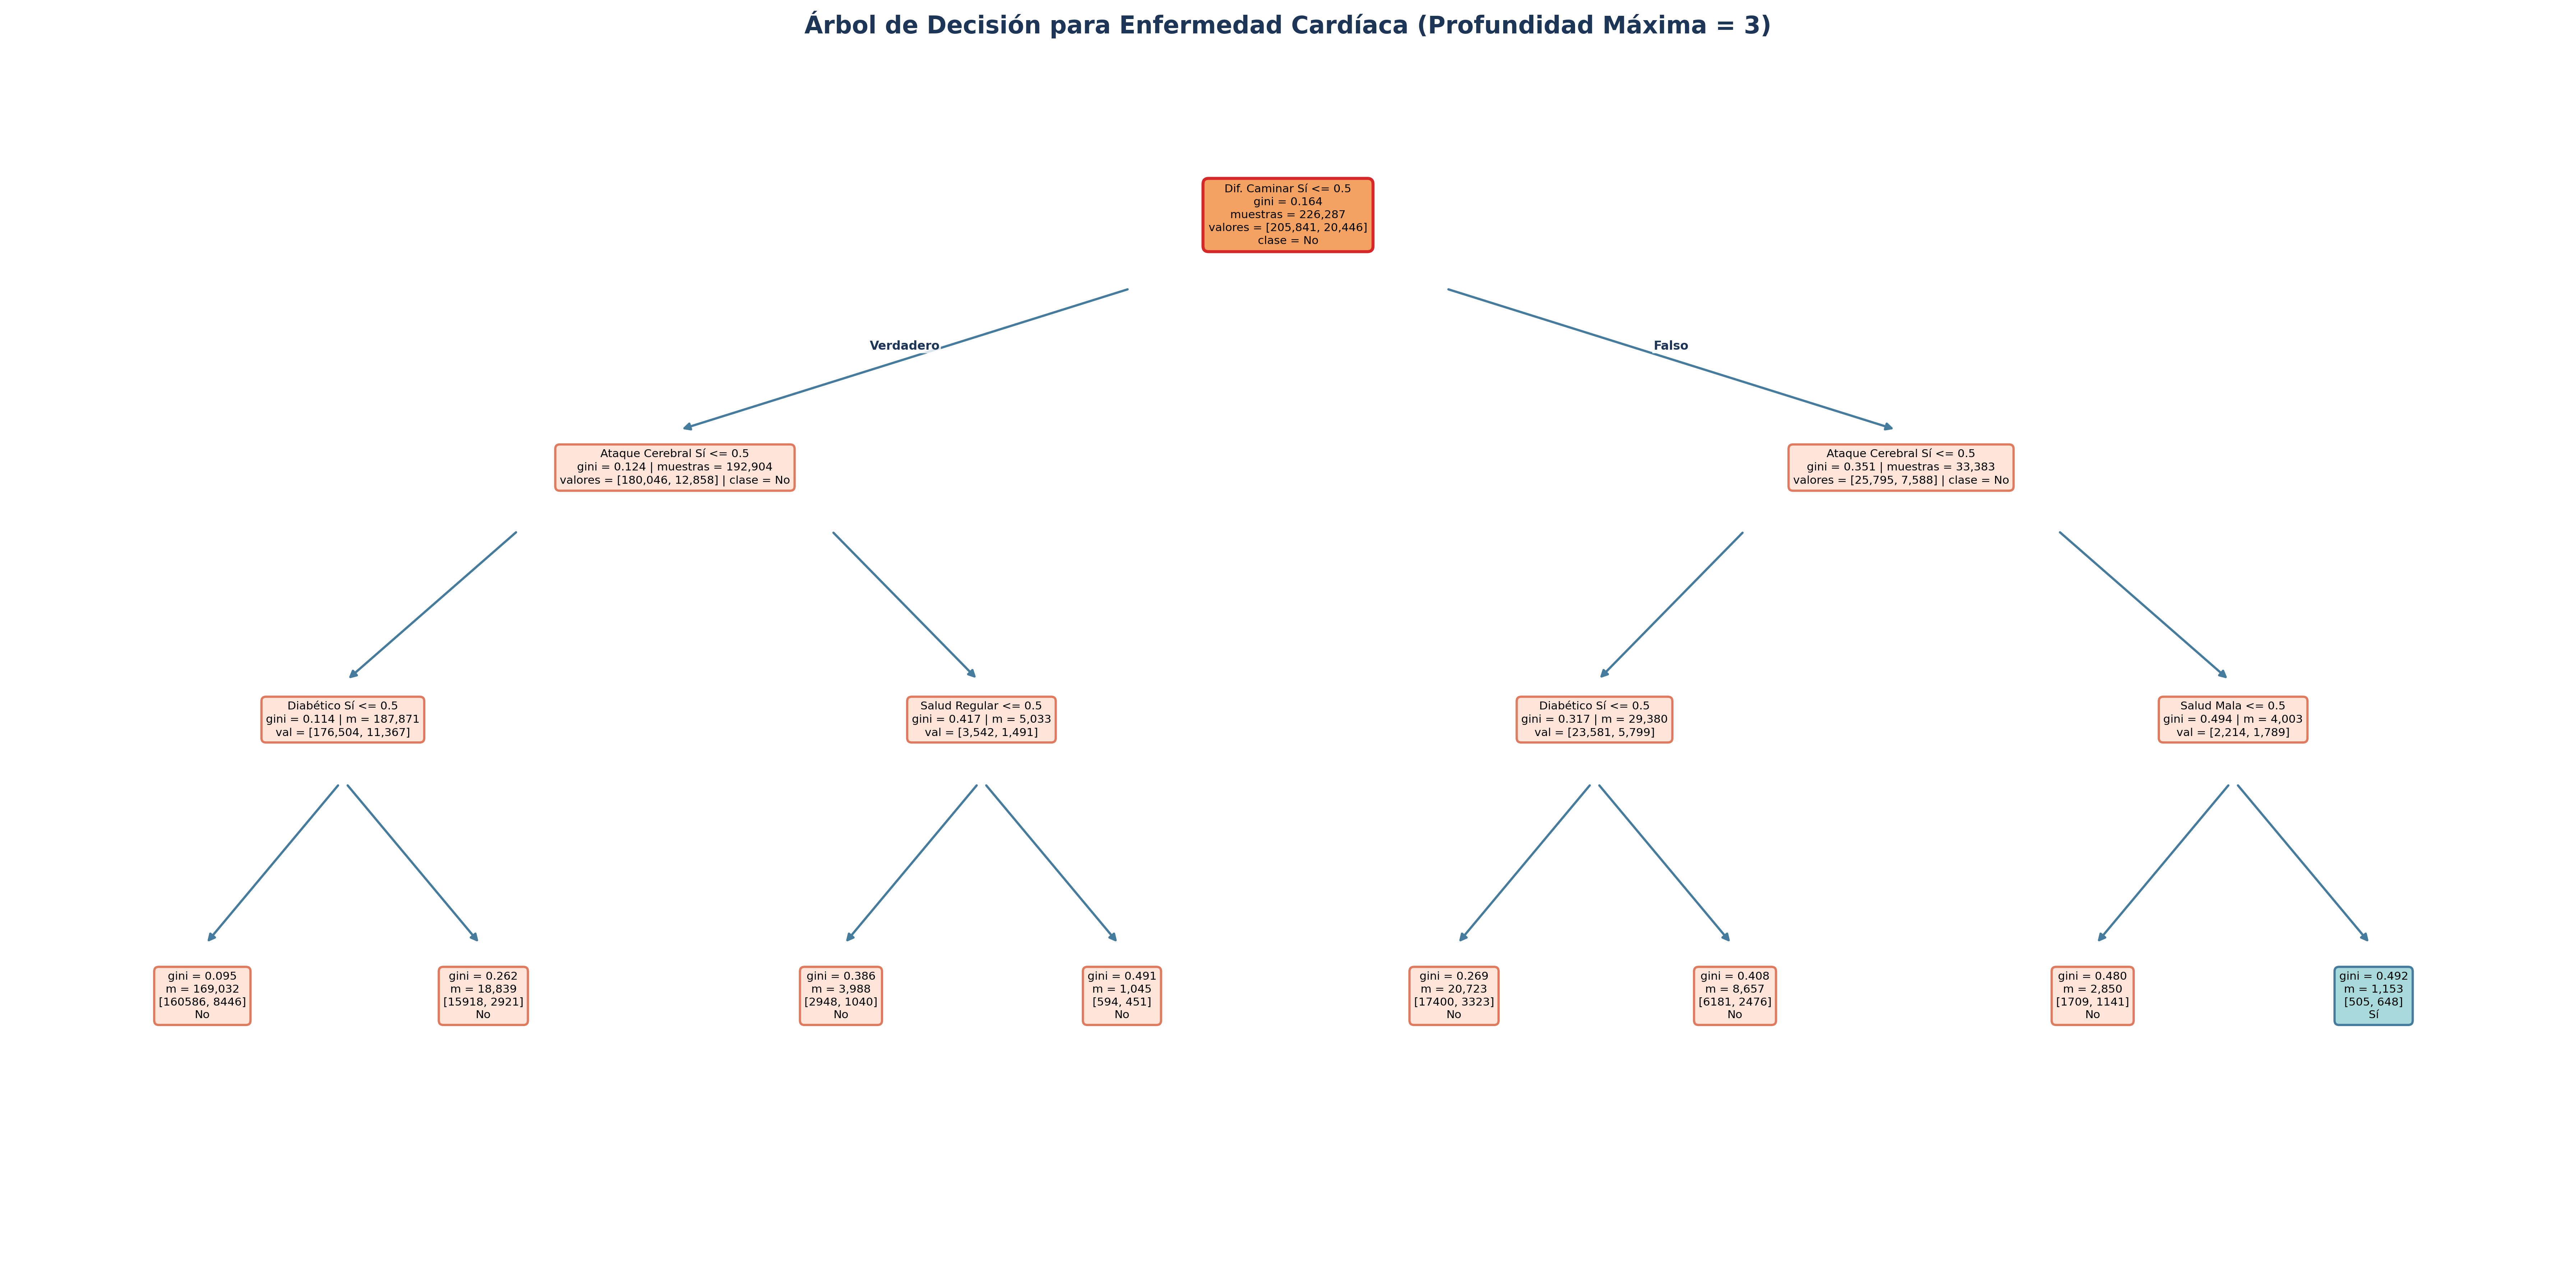 Árbol de Decisión para Enfermedad Cardíaca (Profundidad Máxima = 3)
Dif. Caminar Sí <= 0.5
gini = 0.164
muestras = 226,287
valores = [205,841, 20,446]
clase = No
Verdadero
Falso
Ataque Cerebral Sí <= 0.5
gini = 0.124 | muestras = 192,904
valores = [180,046, 12,858] | clase = No
Ataque Cerebral Sí <= 0.5
gini = 0.351 | muestras = 33,383
valores = [25,795, 7,588] | clase = No
Diabético Sí <= 0.5
gini = 0.114 | m = 187,871
val = [176,504, 11,367]
Salud Regular <= 0.5
gini = 0.417 | m = 5,033
val = [3,542, 1,491]
Diabético Sí <= 0.5
gini = 0.317 | m = 29,380
val = [23,581, 5,799]
Salud Mala <= 0.5
gini = 0.494 | m = 4,003
val = [2,214, 1,789]
gini = 0.095
m = 169,032
[160586, 8446]
No
gini = 0.262
m = 18,839
[15918, 2921]
No
gini = 0.386
m = 3,988
[2948, 1040]
No
gini = 0.491
m = 1,045
[594, 451]
No
gini = 0.269
m = 20,723
[17400, 3323]
No
gini = 0.408
m = 8,657
[6181, 2476]
No
gini = 0.480
m = 2,850
[1709, 1141]
No
gini = 0.492
m = 1,153
[505, 648]
Sí